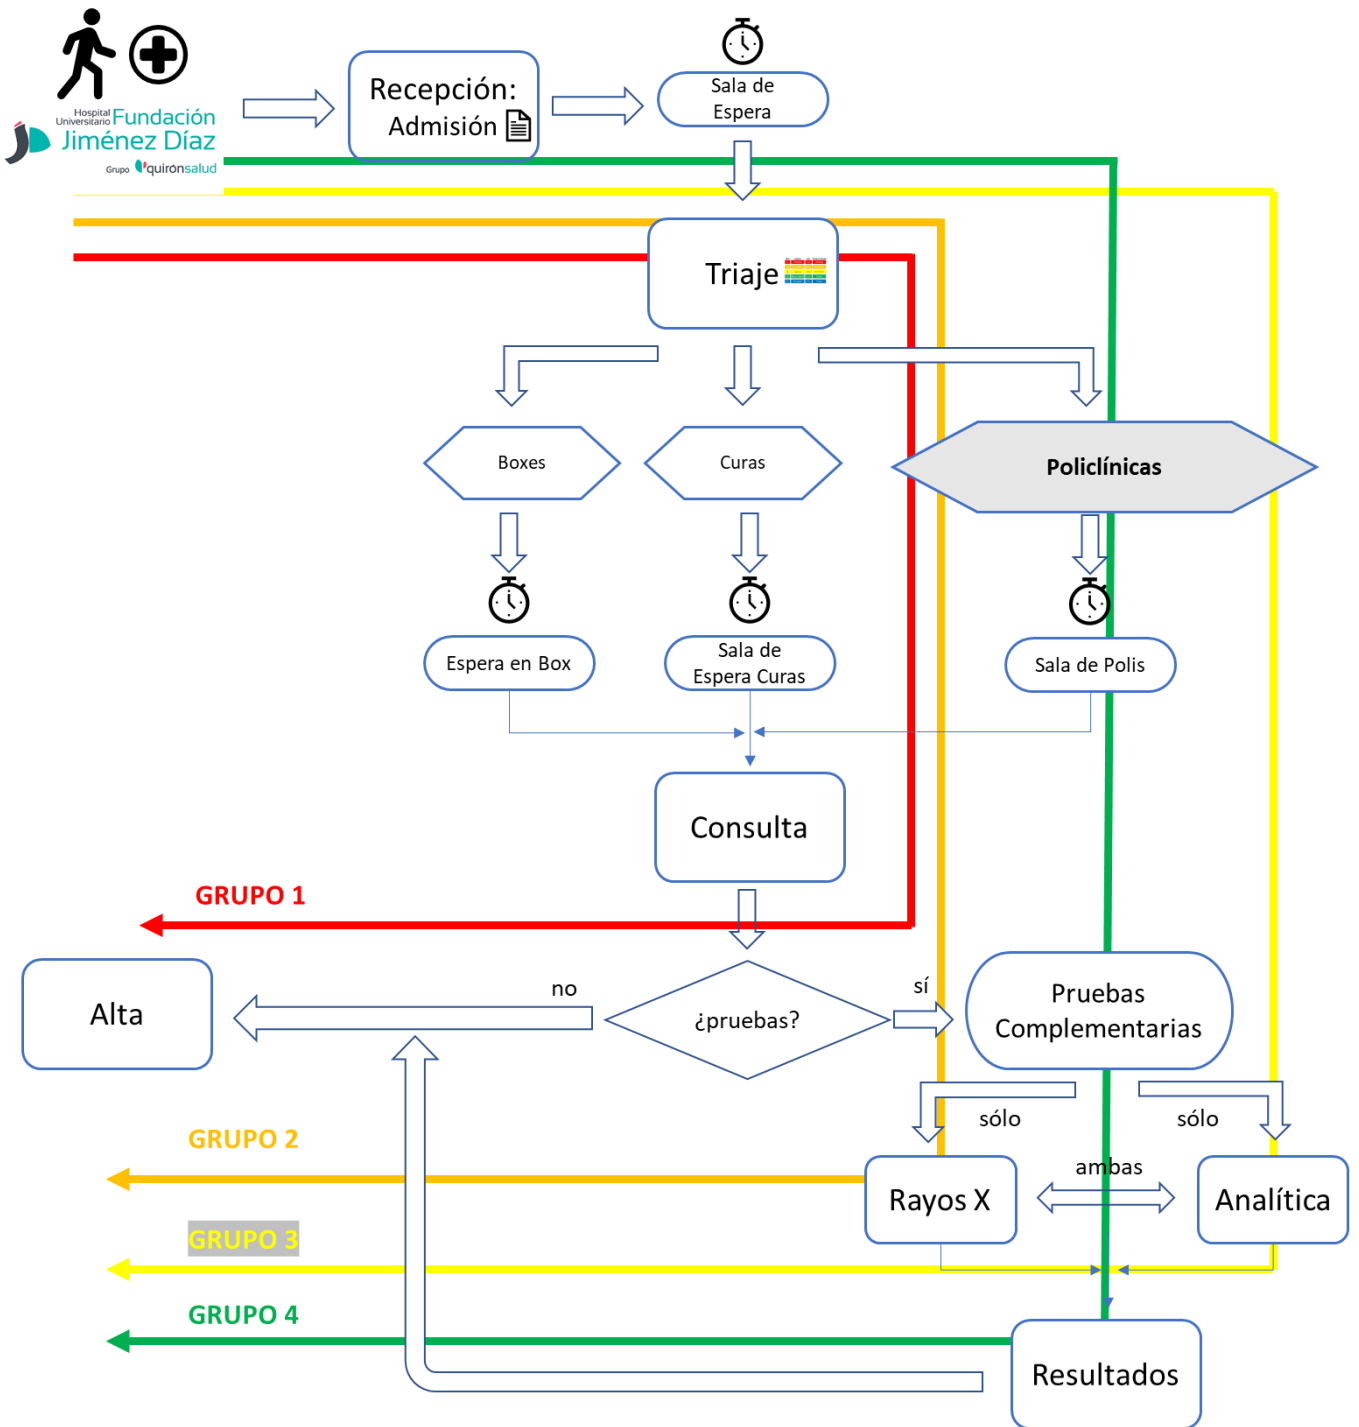 Hospital
Universitario Fundación
Jiménez Díaz
Grupo quirónsalud
Recepción:
Admisión
Sala de
Espera
Triaje
Boxes
Curas
Policlínicas
Espera en Box
Sala de
Espera Curas
Sala de Polis
Consulta
GRUPO 1
Alta
no
¿pruebas?
sí
Pruebas
Complementarias
sólo
sólo
GRUPO 2
Rayos X
ambas
Analítica
GRUPO 3
GRUPO 4
Resultados